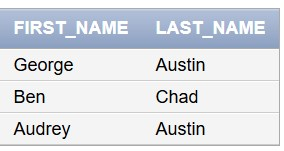 FIRST_NAME LAST_NAME
George Austin
Ben Chad
Audrey Austin